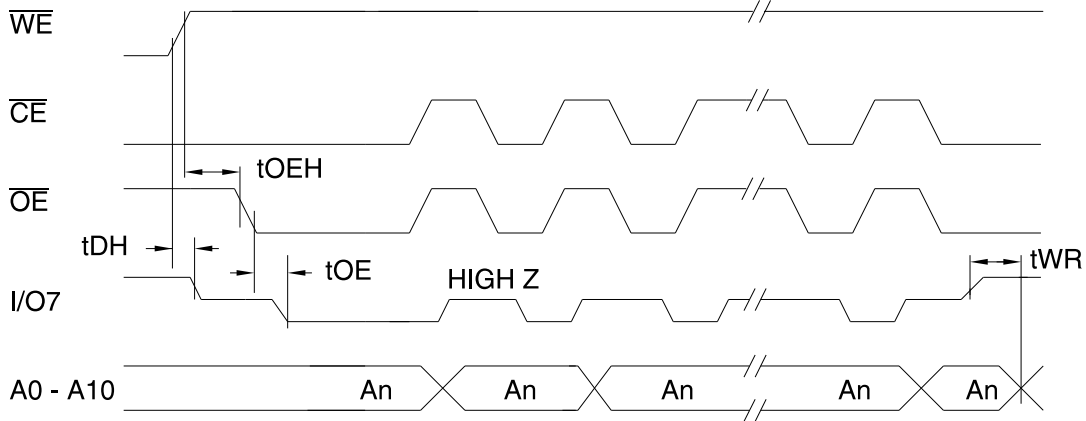 WE
CE
tOEH
OE
tDH
tOE
tWR
HIGH Z
I/O7
A0 - A10
An
An
An
An
An